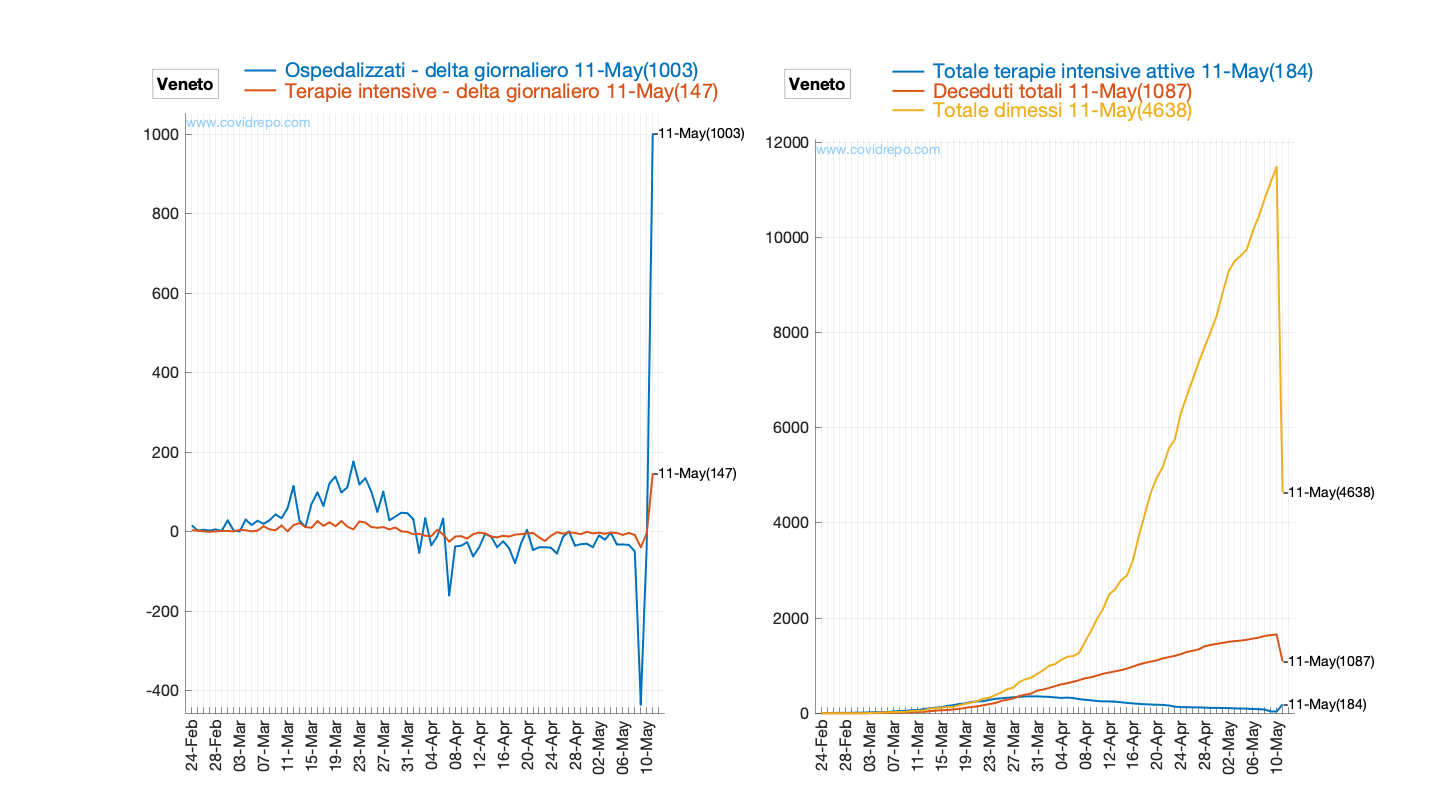 Veneto
Ospedalizzati - delta giornaliero 11-May(1003)
Terapie intensive - delta giornaliero 11-May(147)
www.covidrepo.com
1000
800
600
400
200
0
-200
-400
11-May(1003)
11-May(147)
24-Feb
28-Feb
03-Mar
07-Mar
11-Mar
15-Mar
19-Mar
23-Mar
27-Mar
31-Mar
04-Apr
08-Apr
12-Apr
16-Apr
20-Apr
24-Apr
28-Apr
02-May
06-May
10-May
Veneto
Totale terapie intensive attive 11-May(184)
Deceduti totali 11-May(1087)
Totale dimessi 11-May(4638)
www.covidrepo.com
12000
10000
8000
6000
4000
2000
0
11-May(4638)
11-May(1087)
11-May(184)
24-Feb
28-Feb
03-Mar
07-Mar
11-Mar
15-Mar
19-Mar
23-Mar
27-Mar
31-Mar
04-Apr
08-Apr
12-Apr
16-Apr
20-Apr
24-Apr
28-Apr
02-May
06-May
10-May